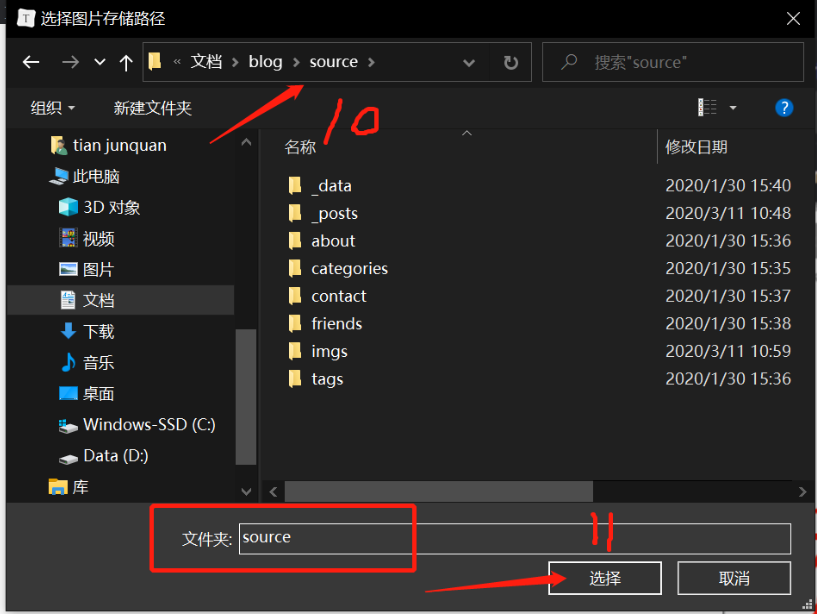 T 选择图片存储路径
« 文档 > blog > source >
搜索"source"
组织
新建文件夹
?
10
tian junquan
此电脑
3D 对象
视频
图片
文档
下载
音乐
桌面
Windows-SSD (C:)
Data (D:)
库
名称 修改日期
_data 2020/1/30 15:40
_posts 2020/3/11 10:48
about 2020/1/30 15:36
categories 2020/1/30 15:35
contact 2020/1/30 15:37
friends 2020/1/30 15:38
imgs 2020/3/11 10:59
tags 2020/1/30 15:36
文件夹: source
11
选择 取消